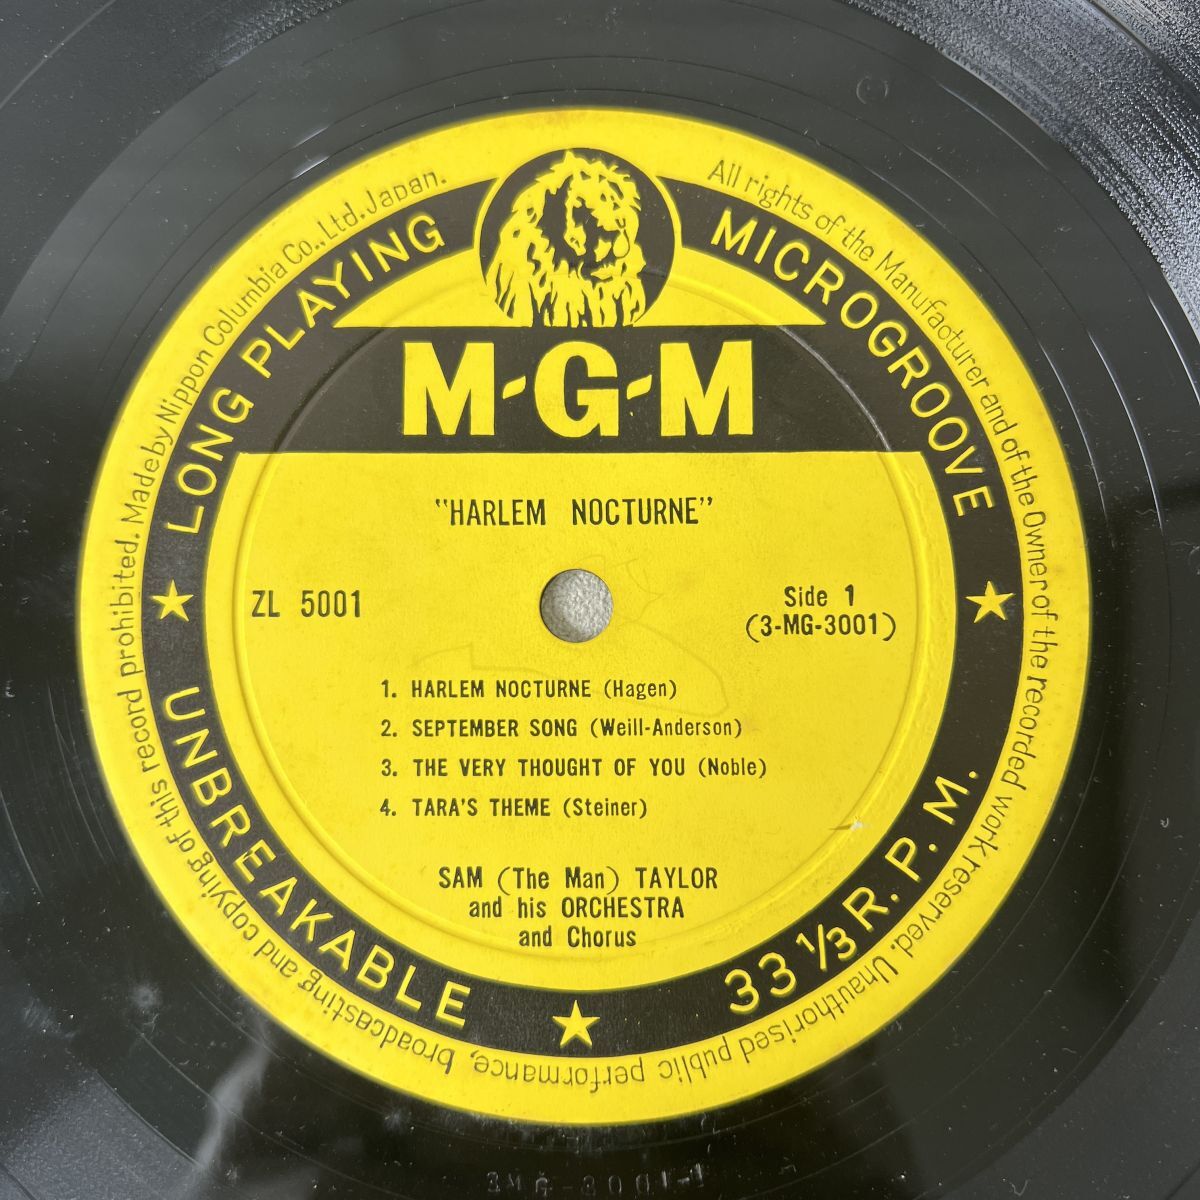 All rights of the Manufacturer and of the Owner of the recorded work reserved. Unauthorised public performance, broadcasting and copying of this record prohibited. Made by Nippon Columbia Co., Ltd. Japan.
LONG PLAYING
MICROGROOVE
M-G-M
"HARLEM NOCTURNE"
ZL 5001
Side 1
(3-MG-3001)
1. HARLEM NOCTURNE (Hagen)
2. SEPTEMBER SONG (Weill-Anderson)
3. THE VERY THOUGHT OF YOU (Noble)
4. TARA'S THEME (Steiner)
SAM (The Man) TAYLOR
and his ORCHESTRA
and Chorus
UNBREAKABLE
33 1/3 R. P. M.
3MG-3001-1